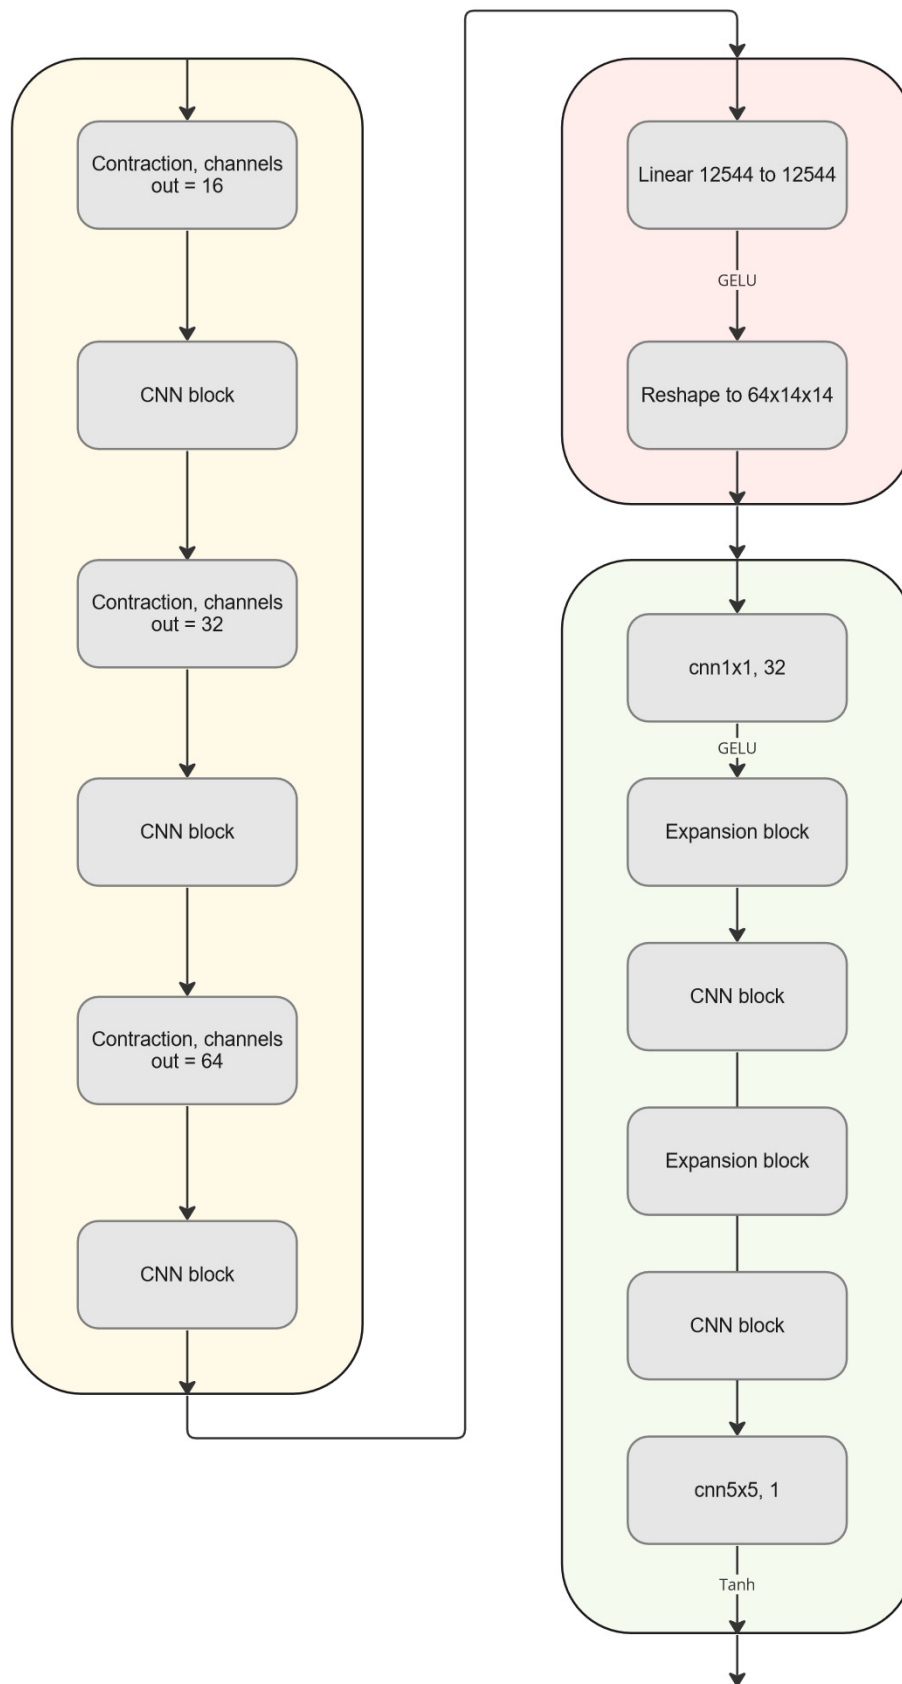 Contraction, channels
out = 16
CNN block
Contraction, channels
out = 32
CNN block
Contraction, channels
out = 64
CNN block
Linear 12544 to 12544
GELU
Reshape to 64x14x14
cnn1x1, 32
GELU
Expansion block
CNN block
Expansion block
CNN block
cnn5x5, 1
Tanh